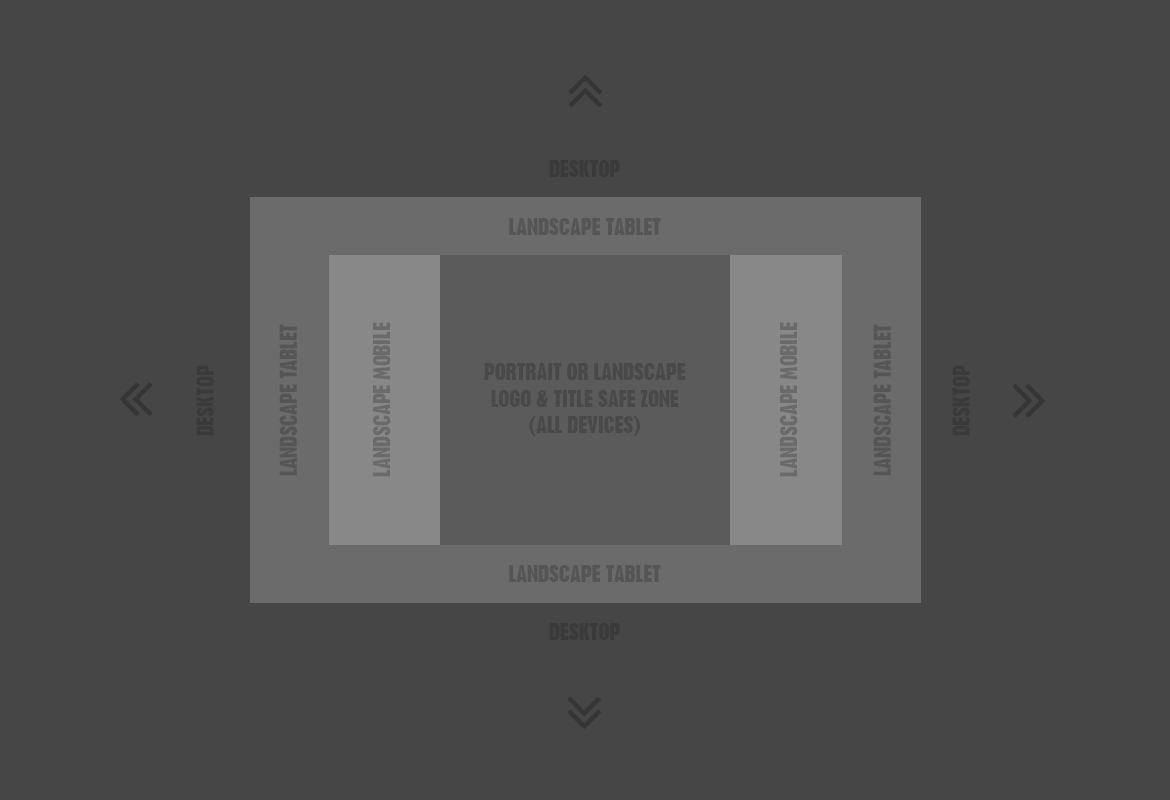 DESKTOP
LANDSCAPE TABLET
DESKTOP
LANDSCAPE TABLET
LANDSCAPE MOBILE
PORTRAIT OR LANDSCAPE
LOGO & TITLE SAFE ZONE
(ALL DEVICES)
LANDSCAPE MOBILE
LANDSCAPE TABLET
DESKTOP
LANDSCAPE TABLET
DESKTOP